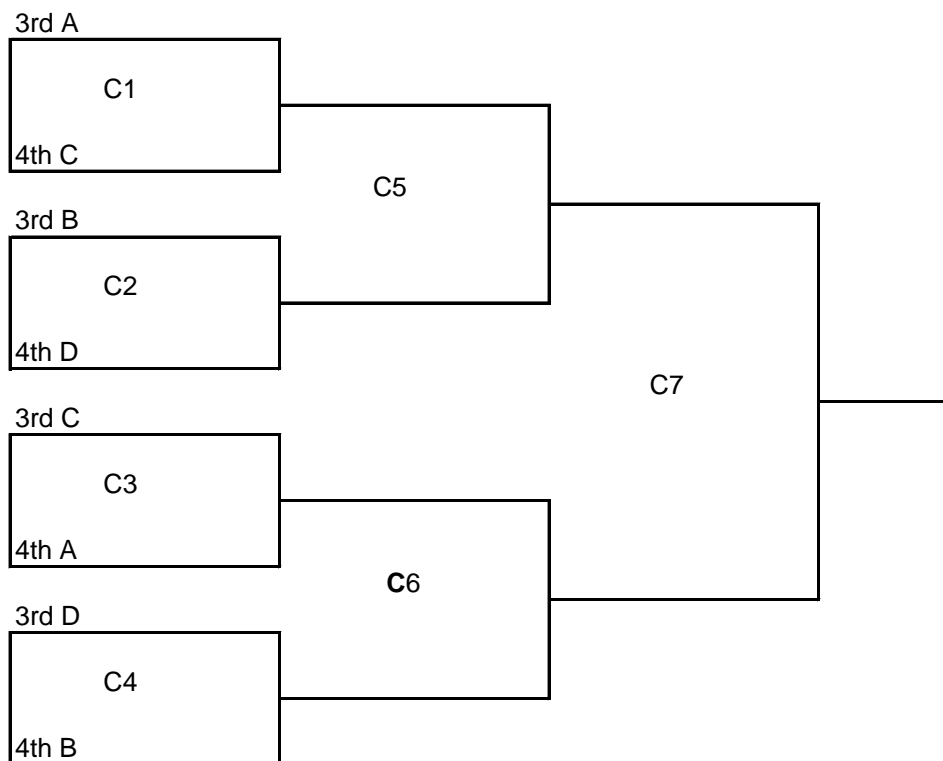 3rd A
C1
4th C
C5
3rd B
C2
4th D
C7
3rd C
C3
4th A
C6
3rd D
C4
4th B